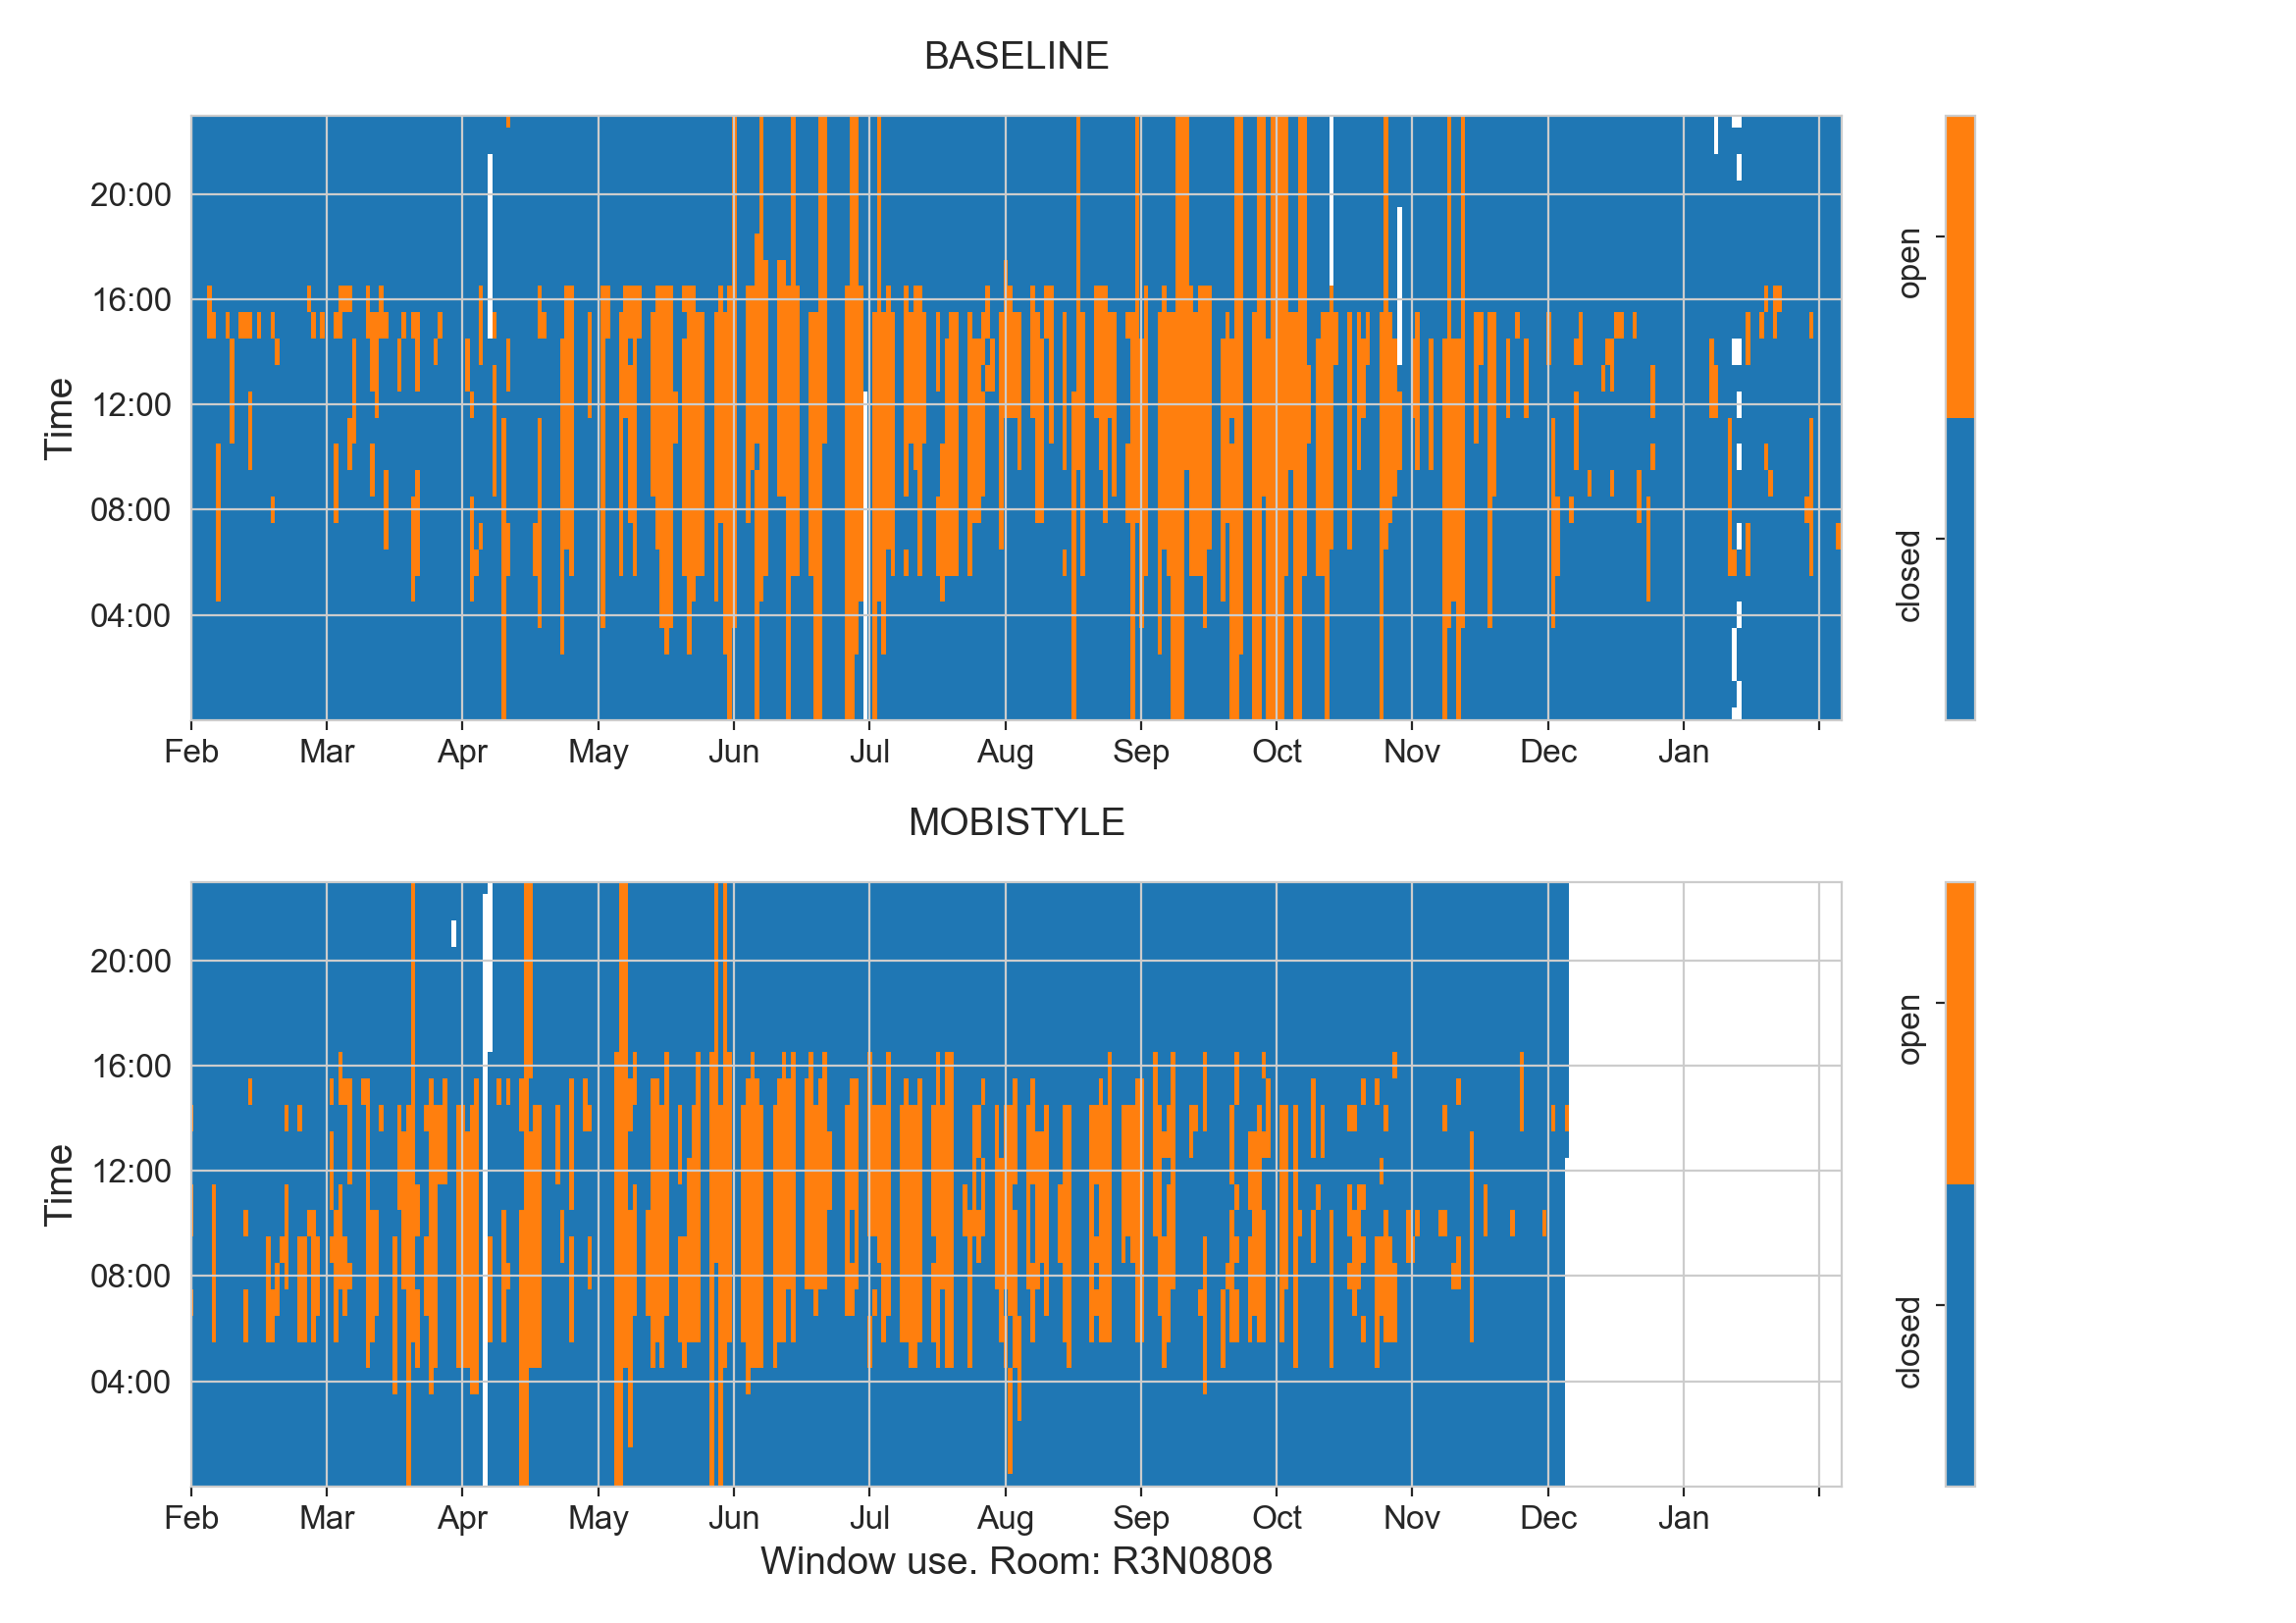 BASELINE
20:00
16:00
12:00
08:00
04:00
Time
open
closed
Feb Mar Apr May Jun Jul Aug Sep Oct Nov Dec Jan
MOBISTYLE
20:00
16:00
12:00
08:00
04:00
Time
open
closed
Feb Mar Apr May Jun Jul Aug Sep Oct Nov Dec Jan
Window use. Room: R3N0808